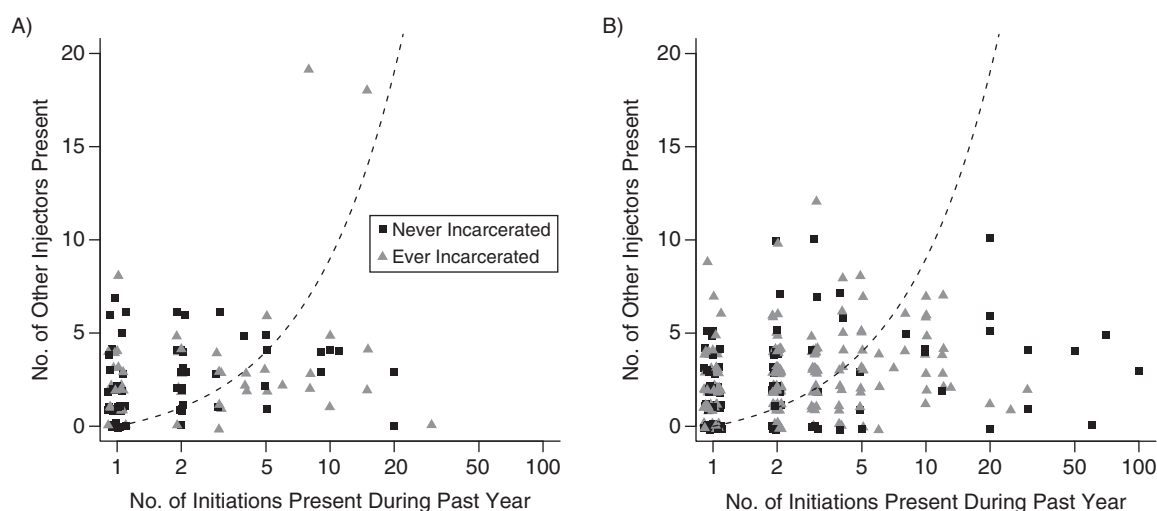 A)
No. of Other Injectors Present
20
15
10
5
0
1 2 5 10 20 50 100
No. of Initiations Present During Past Year
Never Incarcerated
Ever Incarcerated
B)
No. of Other Injectors Present
20
15
10
5
0
1 2 5 10 20 50 100
No. of Initiations Present During Past Year